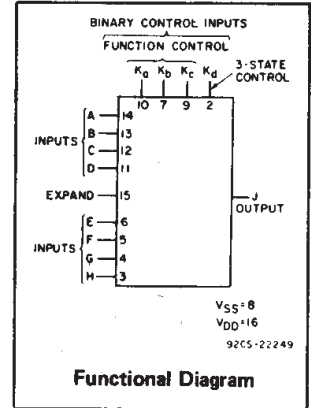 BINARY CONTROL INPUTS
FUNCTION CONTROL
Ka Kb Kc Kd
3-STATE
CONTROL
10 7 9 2
A 14
B 13
INPUTS
C 12
D 11
EXPAND 15
J
OUTPUT
E 6
F 5
INPUTS
G 4
H 3
VSS=8
VDD=16
92CS-22249
Functional Diagram